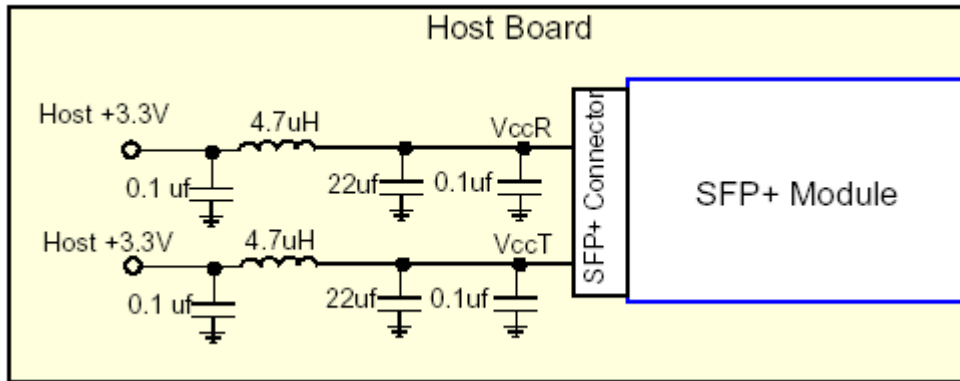 Host Board
Host +3.3V
4.7uH
VccR
0.1 uf
22uf
0.1uf
SFP+ Connector
SFP+ Module
Host +3.3V
4.7uH
VccT
0.1 uf
22uf
0.1uf